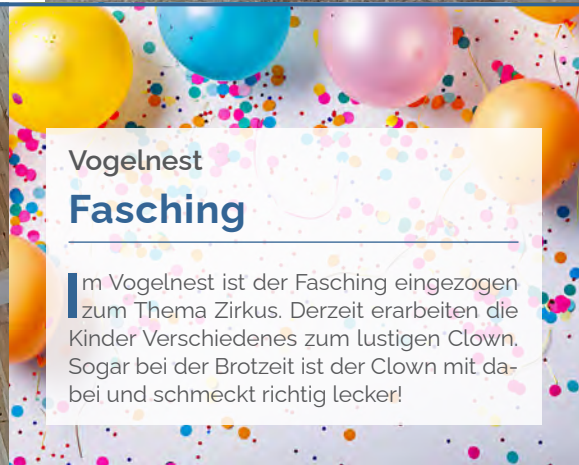 Vogelnest
Fasching
Im Vogelnest ist der Fasching eingezogen
zum Thema Zirkus. Derzeit erarbeiten die
Kinder Verschiedenes zum lustigen Clown.
Sogar bei der Brotzeit ist der Clown mit da-
bei und schmeckt richtig lecker!